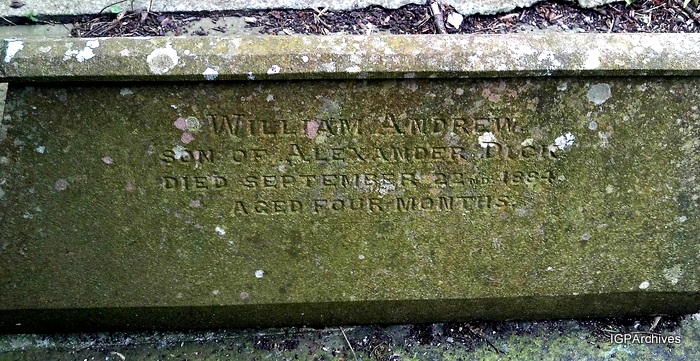 WILLIAM ANDREW
SON OF ALEXANDER DICK
DIED SEPTEMBER 22ND 1884.
AGED FOUR MONTHS.
IGPArchives